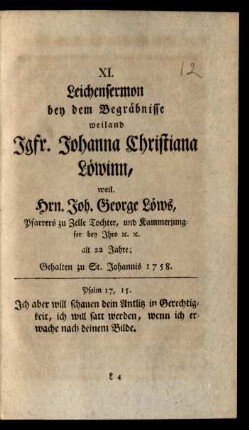 12
XI.
Leichensermon
bey dem Begräbnisse
weiland
Jgfr. Johanna Christiana
Löwinn,
weil.
Hrn. Joh. George Löws,
Pfarrers zu Zelle Tochter, und Kammerjung-
fer bey Ihro ꝛc. ꝛc.
alt 22 Jahre;
Gehalten zu St. Johannis 1758.
Psalm 17, 15.
Ich aber will schauen dein Antlitz in Gerechtig-
keit, ich will satt werden, wenn ich er-
wache nach deinem Bilde.
L 4